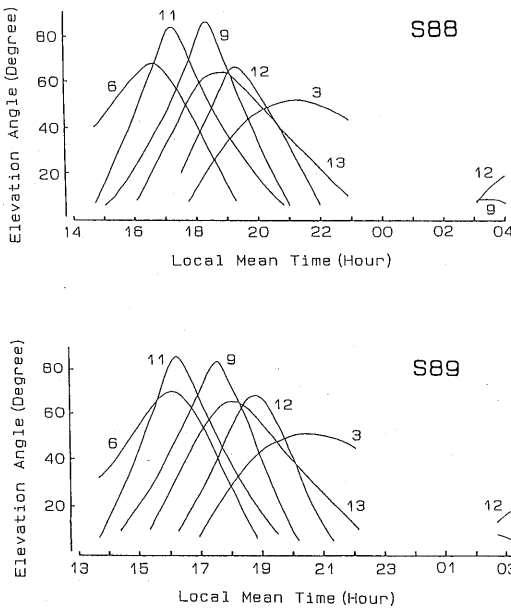 S88
Elevation Angle (Degree)
80
60
40
20
6
11
9
12
3
13
12
9
14 16 18 20 22 00 02 04
Local Mean Time (Hour)
S89
Elevation Angle (Degree)
80
60
40
20
6
11
9
12
3
13
12
13 15 17 19 21 23 01 03
Local Mean Time (Hour)